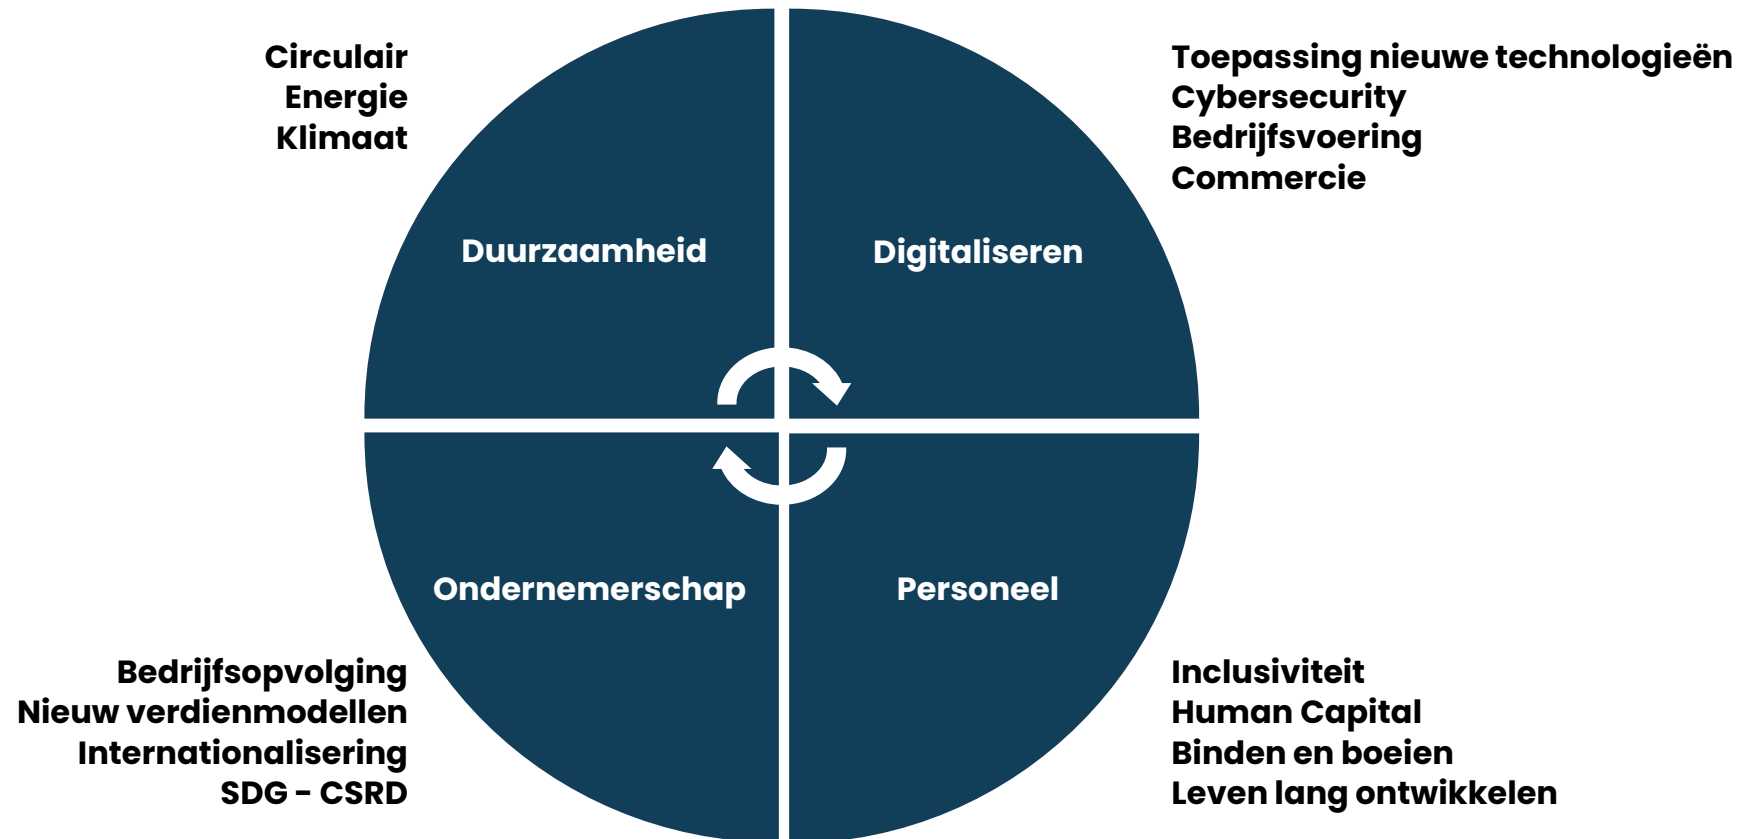 Circulair
Energie
Klimaat
Toepassing nieuwe technologieën
Cybersecurity
Bedrijfsvoering
Commercie
Duurzaamheid
Digitaliseren
Ondernemerschap
Personeel
Bedrijfsopvolging
Nieuw verdienmodellen
Internationalisering
SDG - CSRD
Inclusiviteit
Human Capital
Binden en boeien
Leven lang ontwikkelen